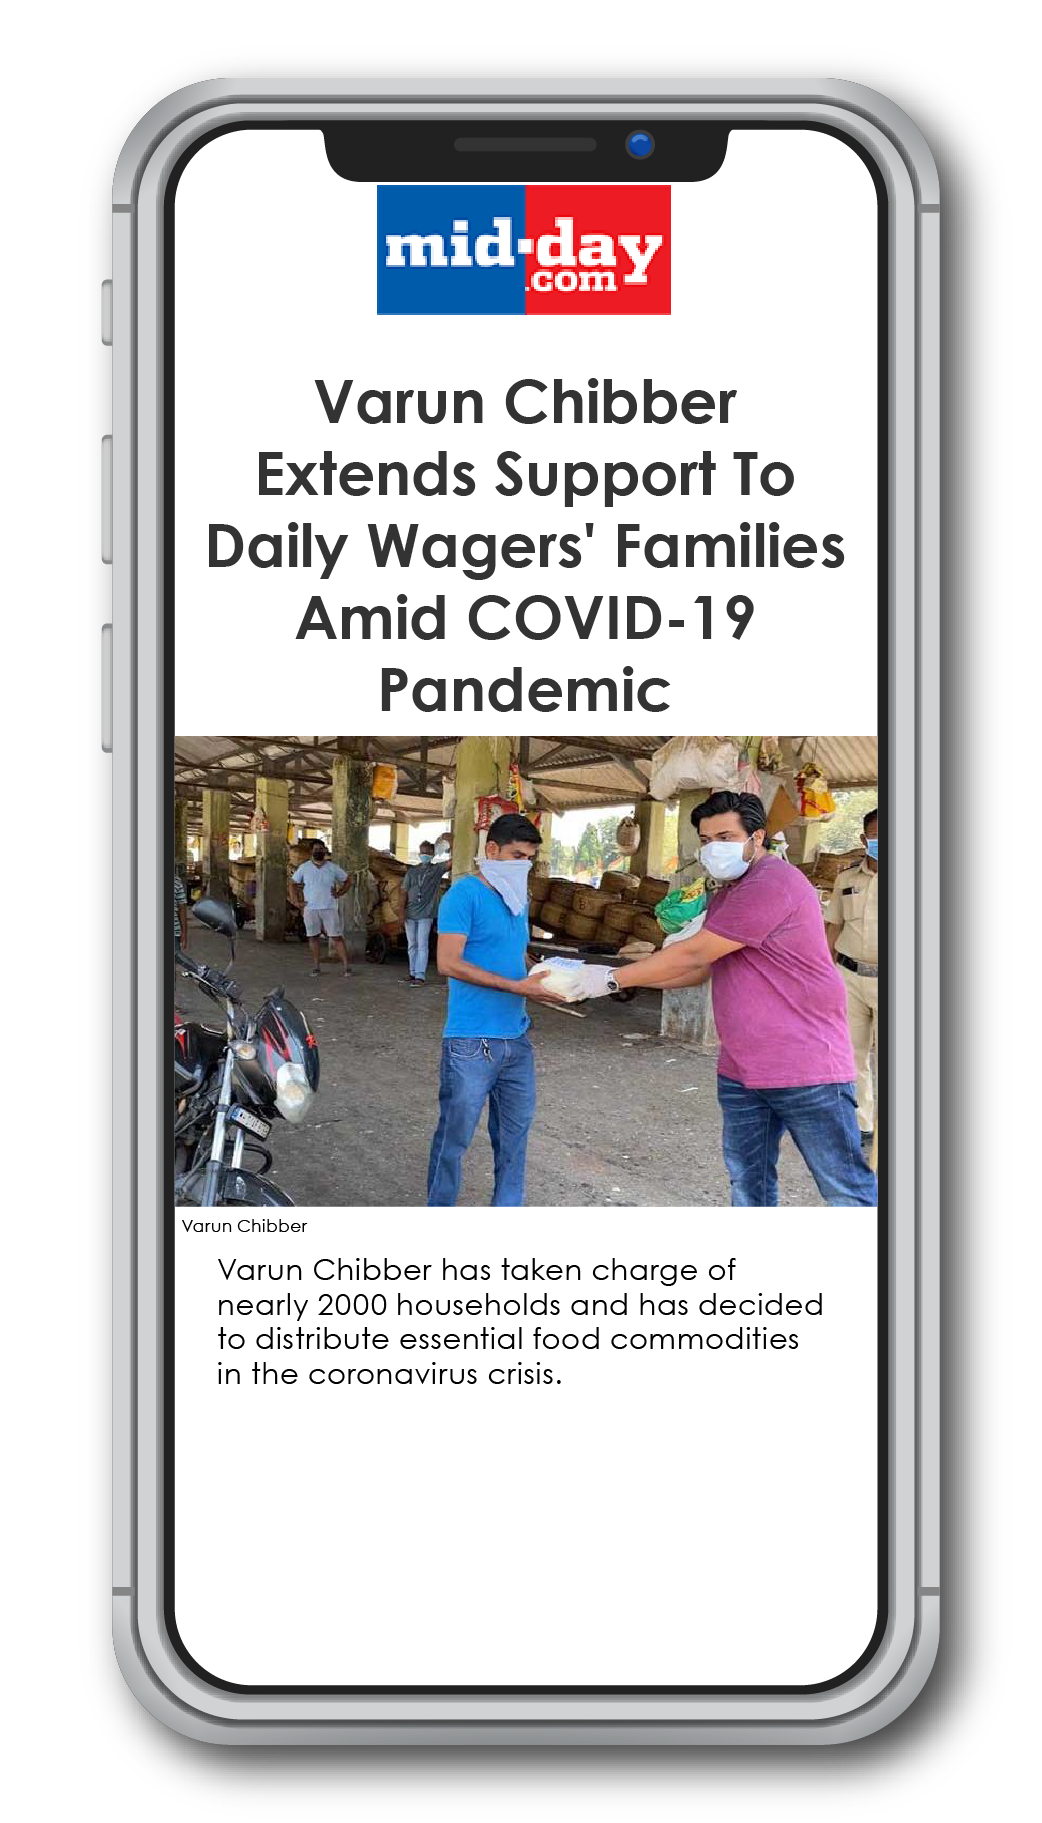 mid-day
.com
Varun Chibber
Extends Support To
Daily Wagers' Families
Amid COVID-19
Pandemic
Varun Chibber
Varun Chibber has taken charge of
nearly 2000 households and has decided
to distribute essential food commodities
in the coronavirus crisis.